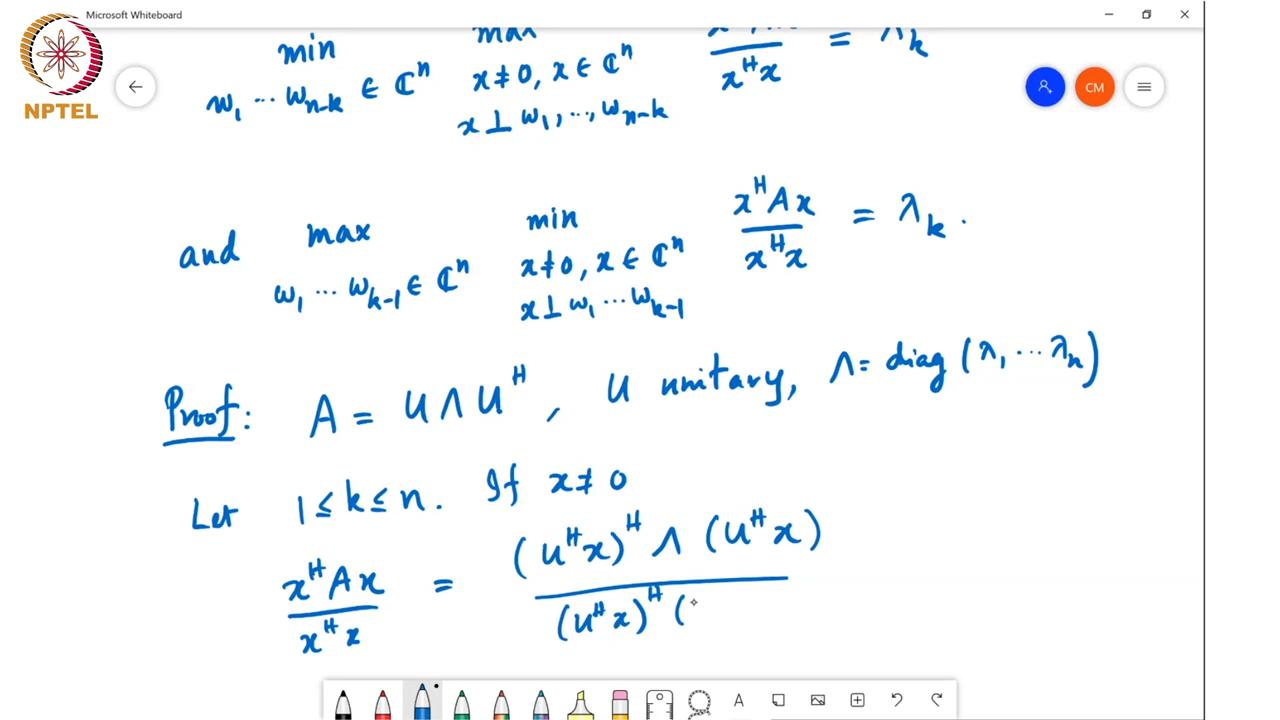 Microsoft Whiteboard
NPTEL
CM
min max x^H x = λ_k
w_1 ... w_{n-k} ∈ ℂ^n x ≠ 0, x ∈ ℂ^n
x ⊥ w_1, ..., w_{n-k}
and max min x^H A x / x^H x = λ_k .
w_1 ... w_{k-1} ∈ ℂ^n x ≠ 0, x ∈ ℂ^n
x ⊥ w_1 ... w_{k-1}
Proof: A = U Λ U^H, U unitary, Λ = diag (λ_1 ... λ_n)
Let 1 ≤ k ≤ n. If x ≠ 0
x^H A x / x^H x = (U^H x)^H Λ (U^H x) / (U^H x)^H (
A